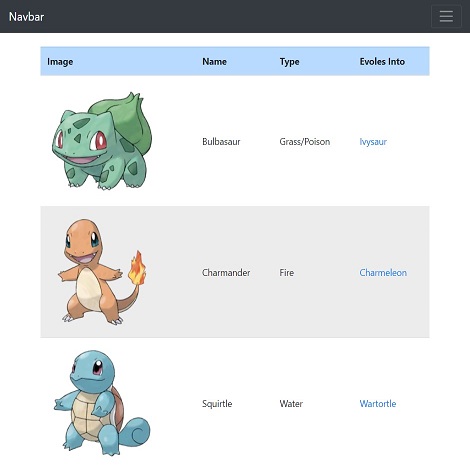 Navbar
Image Name Type Evoles Into
Bulbasaur Grass/Poison Ivysaur
Charmander Fire Charmeleon
Squirtle Water Wartortle